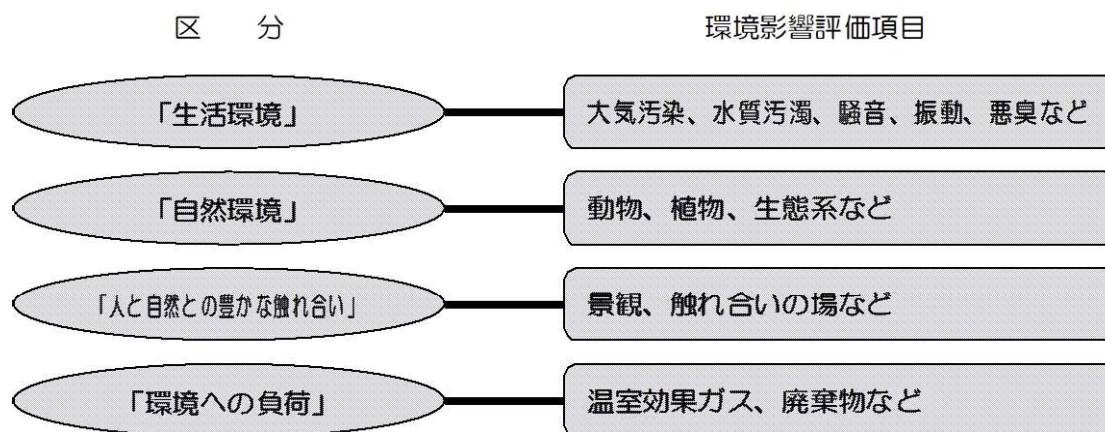 区　分　環境影響評価項目
「生活環境」　大気汚染、水質汚濁、騒音、振動、悪臭など
「自然環境」　動物、植物、生態系など
「人と自然との豊かな触れ合い」　景観、触れ合いの場など
「環境への負荷」　温室効果ガス、廃棄物など